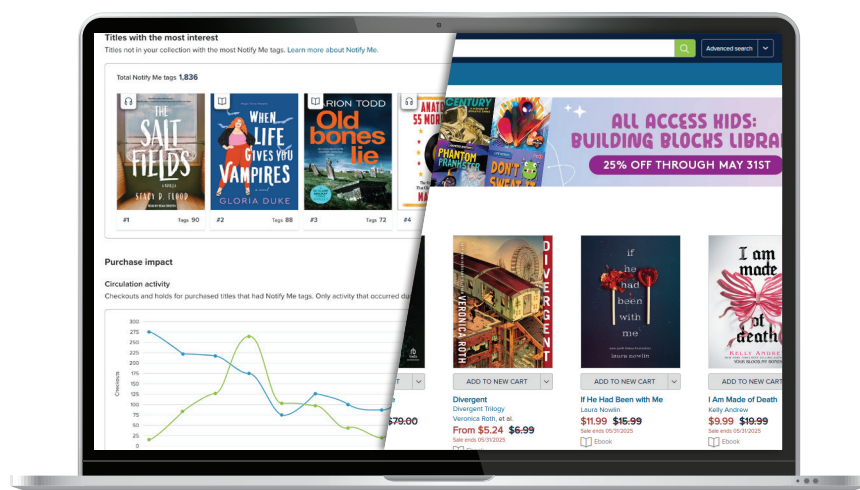 Titles with the most interest
Titles not in your collection with the most Notify Me tags. Learn more about Notify Me.
Total Notify Me tags 1,836
THE
SALT
FIELDS
A NOVELLA
STACY D. FLOOD
WHEN
LIFE
GIVES YOU
VAMPIRES
A NOVEL
GLORIA DUKE
ARION TODD
Old
bones
lie
ANATO
55 MOR
#1 Tags 90
#2 Tags 88
#3 Tags 72
#4
Purchase impact
Circulation activity
Checkouts and holds for purchased titles that had Notify Me tags. Only activity that occurred du
Checkouts
300
275
250
225
200
175
150
125
100
75
50
25
0
$79.00
Advanced search
CENTURY
PHANTOM
PRANKSTER
DON'T
SWEAT IT
ALL ACCESS KIDS:
BUILDING BLOCKS LIBRA
25% OFF THROUGH MAY 31ST
DIVERGENT
VERONICA ROTH
if
he
had
been
with
me
laura nowlin
I am
made
of
death
KELLY ANDRE
ADD TO NEW CART
ADD TO NEW CART
ADD TO NEW CART
Divergent
Divergent Trilogy
Veronica Roth, et al.
From $5.24 $6.99
Sale ends 05/31/2025
If He Had Been with Me
Laura Nowlin
$11.99 $15.99
Sale ends 05/31/2025
Ebook
I Am Made of Death
Kelly Andrew
$9.99 $19.99
Sale ends 05/31/2025
Ebook